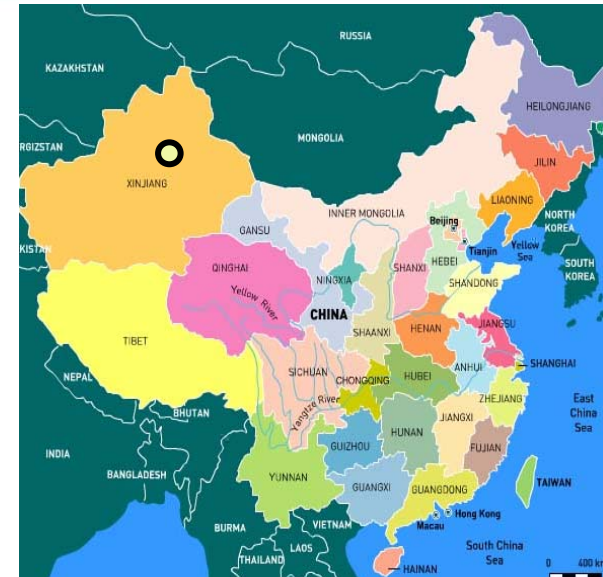 RUSSIA
KAZAKHSTAN
HEILONGJIANG
MONGOLIA
RGIZSTAN
JILIN
XINJIANG
LIAONING
INNER MONGOLIA
Beijing
NORTH
KOREA
GANSU
Tianjin
Yellow
Sea
KISTAN
QINGHAI
SHANXI
HEBEI
SOUTH
KOREA
NINGXIA
SHANDONG
Yellow River
CHINA
TIBET
SHAANXI
HENAN
JIANGSU
NEPAL
SICHUAN
CHONGQING
HUBEI
ANHUI
SHANGHAI
Yangtze River
ZHEJIANG
East
China
Sea
BHUTAN
INDIA
HUNAN
JIANGXI
GUIZHOU
FUJIAN
BANGLADESH
YUNNAN
GUANGXI
GUANGDONG
TAIWAN
Hong Kong
Macau
BURMA
VIETNAM
LAOS
THAILAND
South China
Sea
HAINAN
0 400 km